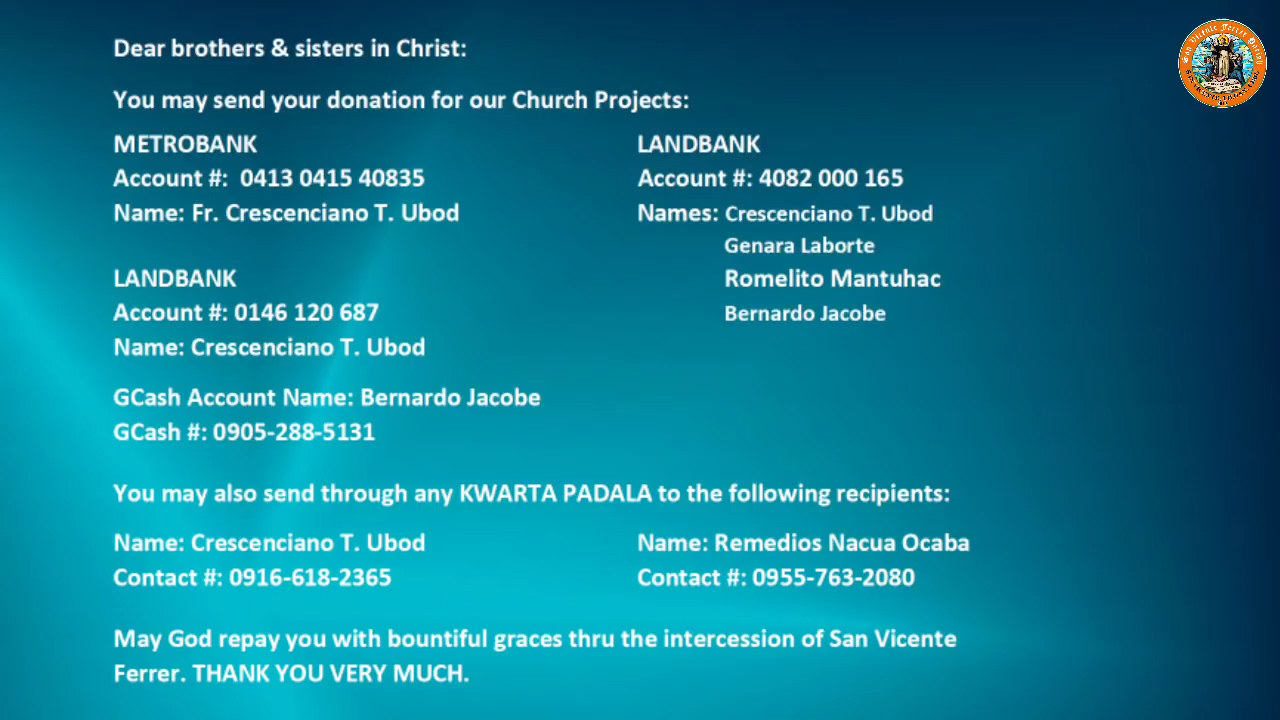 Dear brothers & sisters in Christ:
You may send your donation for our Church Projects:
METROBANK
Account #:  0413 0415 40835
Name: Fr. Crescenciano T. Ubod
LANDBANK
Account #: 4082 000 165
Names: Crescenciano T. Ubod
Genara Laborte
Romelito Mantuhac
Bernardo Jacobe
LANDBANK
Account #: 0146 120 687
Name: Crescenciano T. Ubod
GCash Account Name: Bernardo Jacobe
GCash #: 0905-288-5131
You may also send through any KWARTA PADALA to the following recipients:
Name: Crescenciano T. Ubod
Contact #: 0916-618-2365
Name: Remedios Nacua Ocaba
Contact #: 0955-763-2080
May God repay you with bountiful graces thru the intercession of San Vicente
Ferrer. THANK YOU VERY MUCH.
San Vicente Ferrer Parish